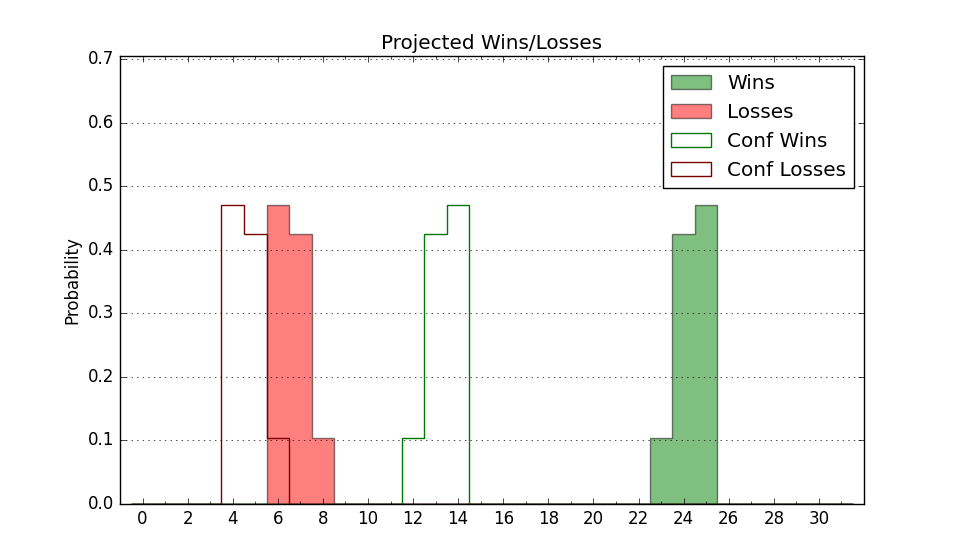 Projected Wins/Losses
0.7
0.6
0.5
0.4
0.3
0.2
0.1
0.0
Probability
Wins
Losses
Conf Wins
Conf Losses
0 2 4 6 8 10 12 14 16 18 20 22 24 26 28 30